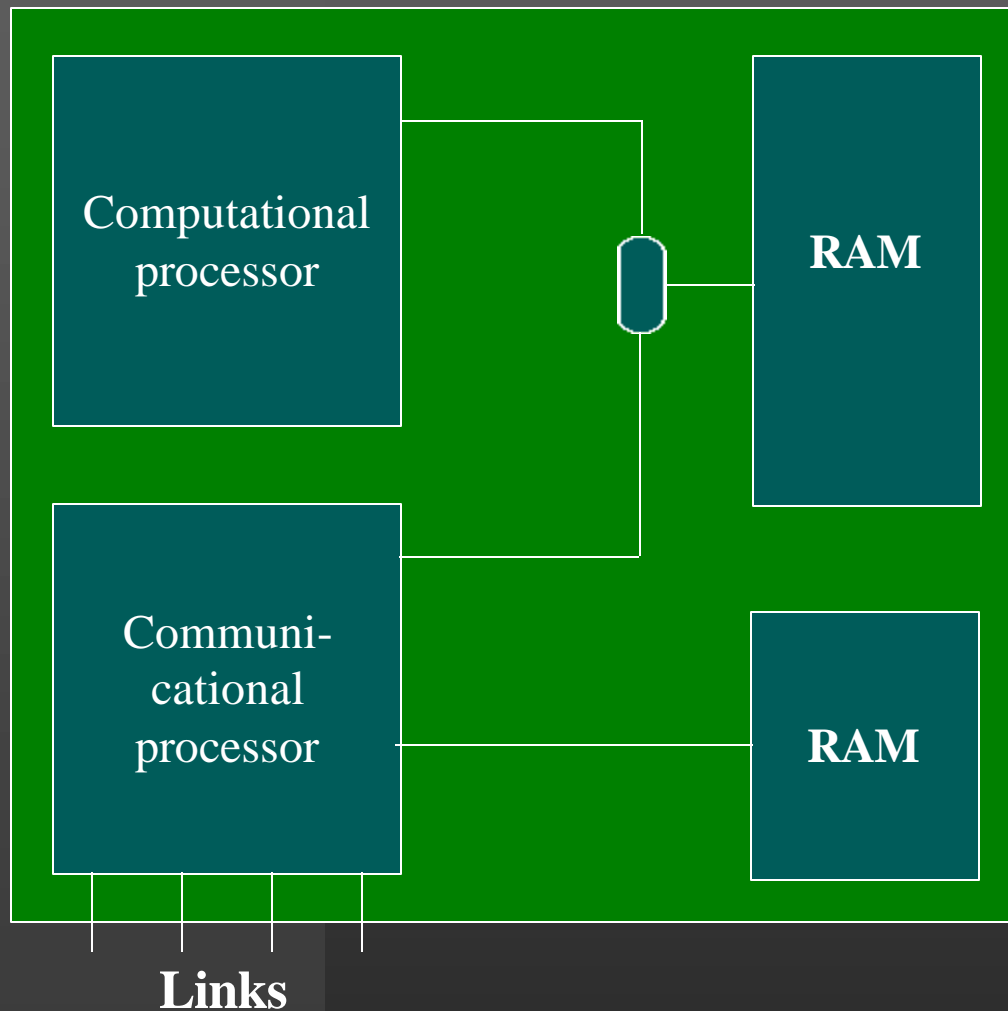 Computational
processor
RAM
Communi-
cational
processor
RAM
Links